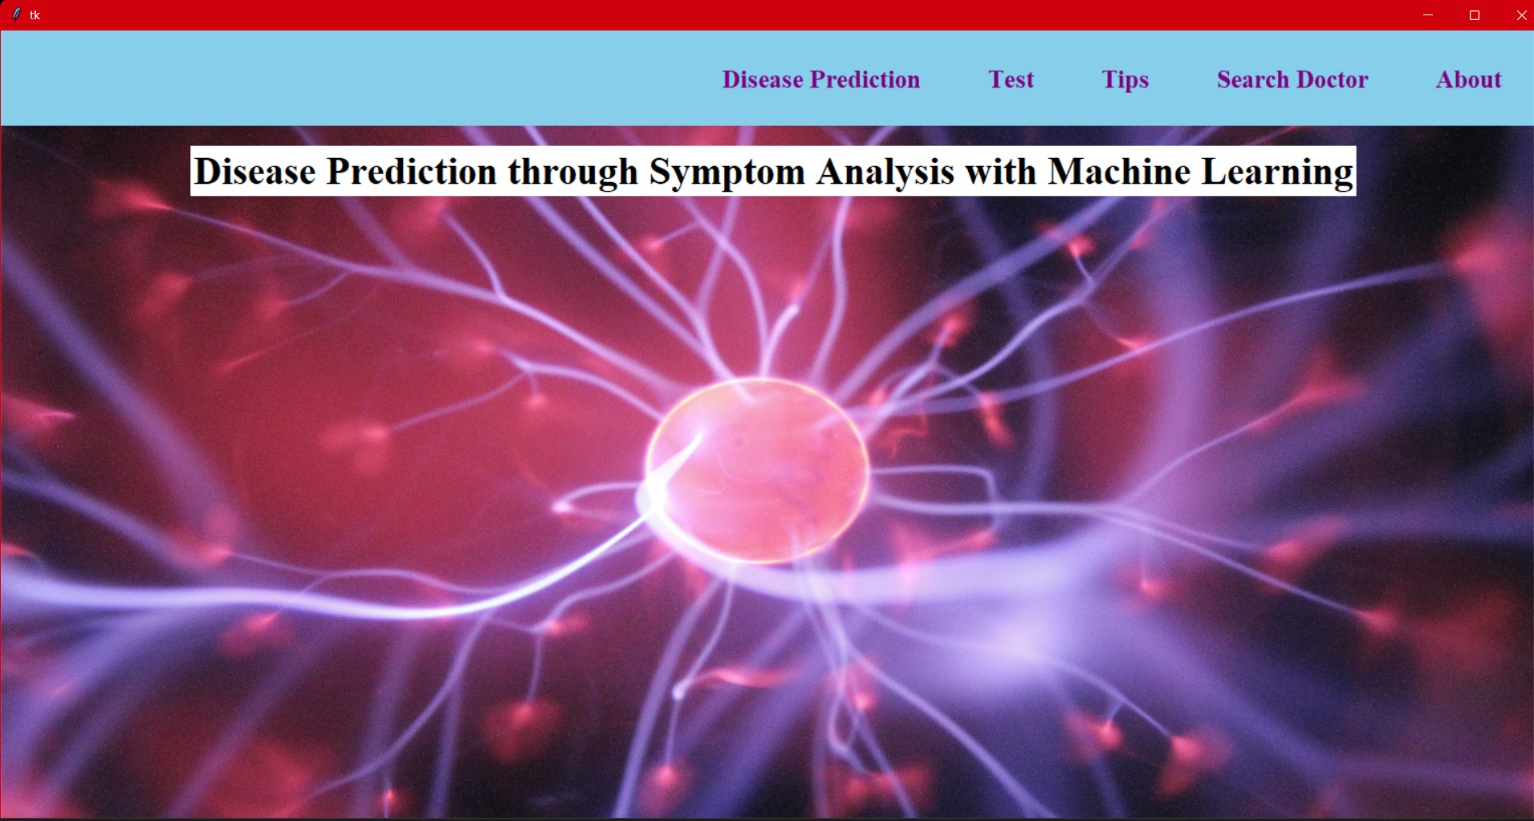 tk
Disease Prediction Test Tips Search Doctor About
Disease Prediction through Symptom Analysis with Machine Learning